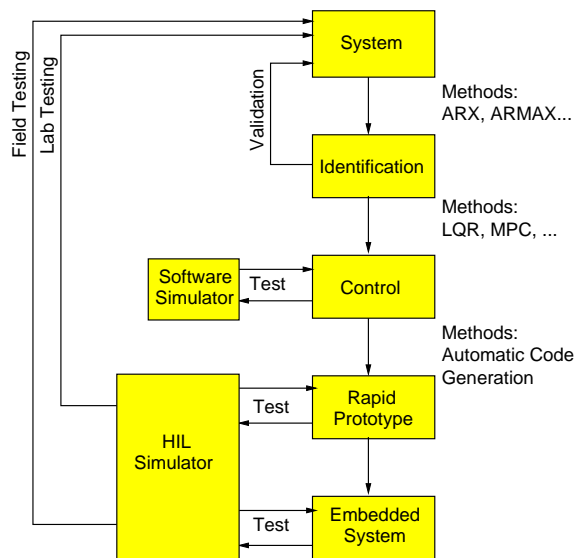 System
Field Testing
Lab Testing
Validation
Methods:
ARX, ARMAX...
Identification
Methods:
LQR, MPC, ...
Software
Simulator
Test
Control
Methods:
Automatic Code
Generation
HIL
Simulator
Test
Rapid
Prototype
Test
Embedded
System